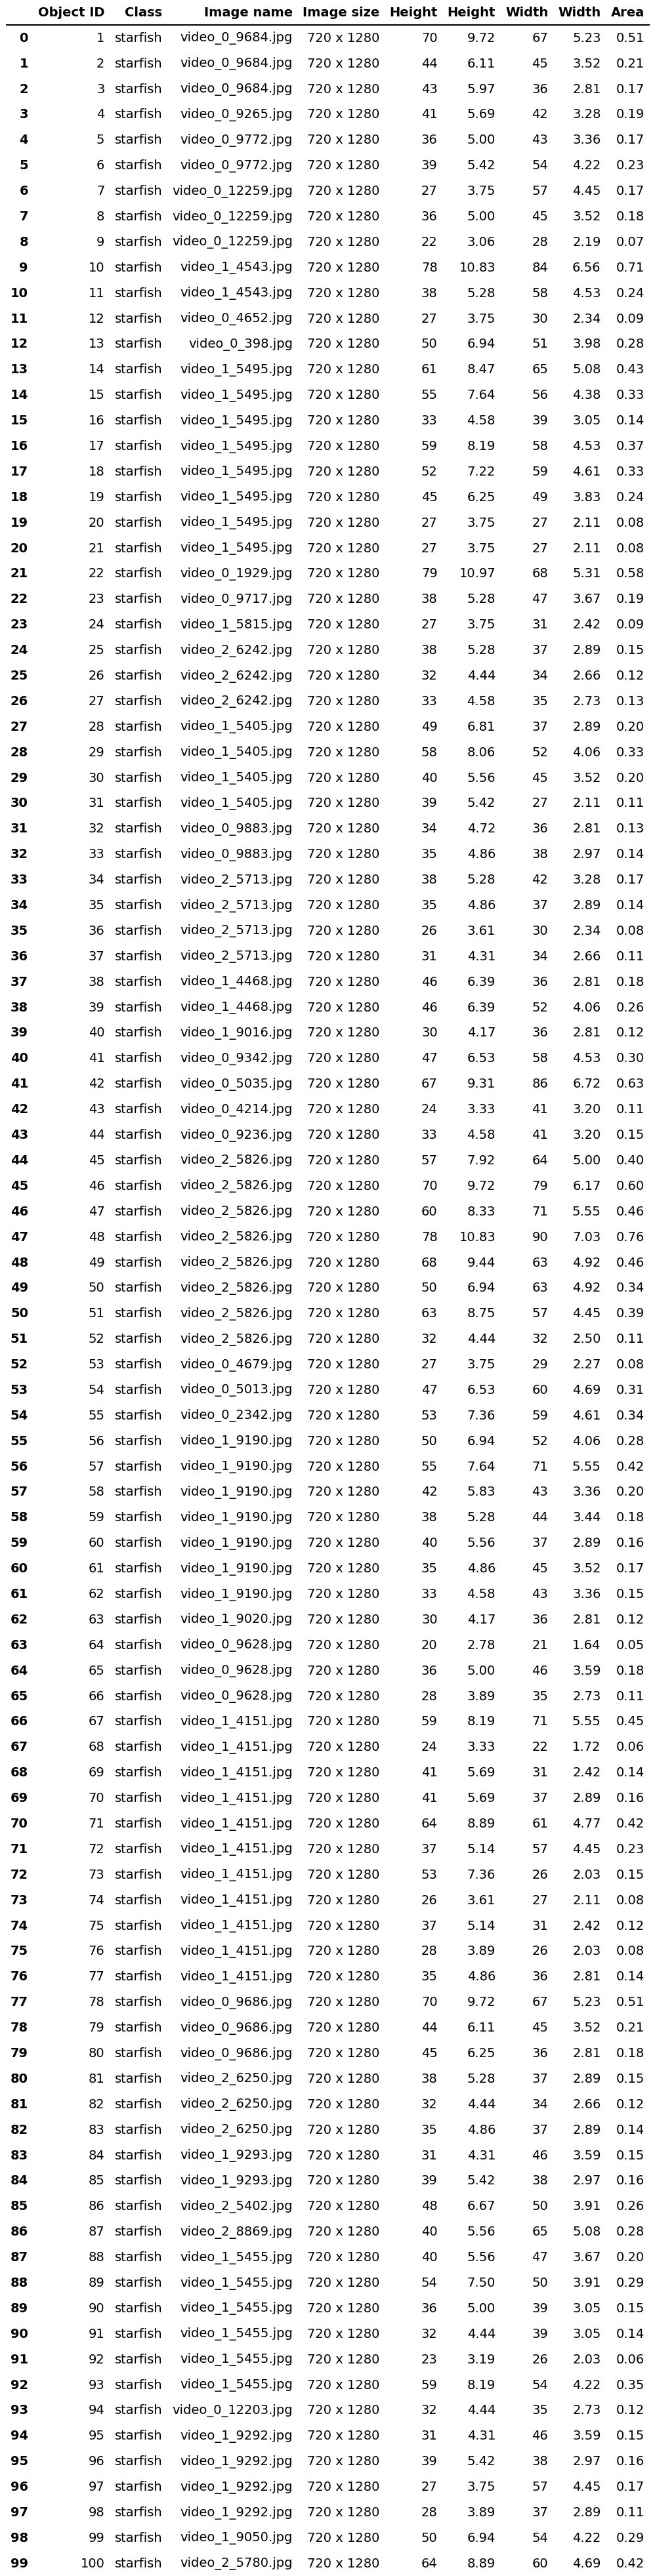 Object ID Class Image name Image size Height Height Width Width Area
0 1 starfish video_0_9684.jpg 720 x 1280 70 9.72 67 5.23 0.51
1 2 starfish video_0_9684.jpg 720 x 1280 44 6.11 45 3.52 0.21
2 3 starfish video_0_9684.jpg 720 x 1280 43 5.97 36 2.81 0.17
3 4 starfish video_0_9265.jpg 720 x 1280 41 5.69 42 3.28 0.19
4 5 starfish video_0_9772.jpg 720 x 1280 36 5.00 43 3.36 0.17
5 6 starfish video_0_9772.jpg 720 x 1280 39 5.42 54 4.22 0.23
6 7 starfish video_0_12259.jpg 720 x 1280 27 3.75 57 4.45 0.17
7 8 starfish video_0_12259.jpg 720 x 1280 36 5.00 45 3.52 0.18
8 9 starfish video_0_12259.jpg 720 x 1280 22 3.06 28 2.19 0.07
9 10 starfish video_1_4543.jpg 720 x 1280 78 10.83 84 6.56 0.71
10 11 starfish video_1_4543.jpg 720 x 1280 38 5.28 58 4.53 0.24
11 12 starfish video_0_4652.jpg 720 x 1280 27 3.75 30 2.34 0.09
12 13 starfish video_0_398.jpg 720 x 1280 50 6.94 51 3.98 0.28
13 14 starfish video_1_5495.jpg 720 x 1280 61 8.47 65 5.08 0.43
14 15 starfish video_1_5495.jpg 720 x 1280 55 7.64 56 4.38 0.33
15 16 starfish video_1_5495.jpg 720 x 1280 33 4.58 39 3.05 0.14
16 17 starfish video_1_5495.jpg 720 x 1280 59 8.19 58 4.53 0.37
17 18 starfish video_1_5495.jpg 720 x 1280 52 7.22 59 4.61 0.33
18 19 starfish video_1_5495.jpg 720 x 1280 45 6.25 49 3.83 0.24
19 20 starfish video_1_5495.jpg 720 x 1280 27 3.75 27 2.11 0.08
20 21 starfish video_1_5495.jpg 720 x 1280 27 3.75 27 2.11 0.08
21 22 starfish video_0_1929.jpg 720 x 1280 79 10.97 68 5.31 0.58
22 23 starfish video_0_9717.jpg 720 x 1280 38 5.28 47 3.67 0.19
23 24 starfish video_1_5815.jpg 720 x 1280 27 3.75 31 2.42 0.09
24 25 starfish video_2_6242.jpg 720 x 1280 38 5.28 37 2.89 0.15
25 26 starfish video_2_6242.jpg 720 x 1280 32 4.44 34 2.66 0.12
26 27 starfish video_2_6242.jpg 720 x 1280 33 4.58 35 2.73 0.13
27 28 starfish video_1_5405.jpg 720 x 1280 49 6.81 37 2.89 0.20
28 29 starfish video_1_5405.jpg 720 x 1280 58 8.06 52 4.06 0.33
29 30 starfish video_1_5405.jpg 720 x 1280 40 5.56 45 3.52 0.20
30 31 starfish video_1_5405.jpg 720 x 1280 39 5.42 27 2.11 0.11
31 32 starfish video_0_9883.jpg 720 x 1280 34 4.72 36 2.81 0.13
32 33 starfish video_0_9883.jpg 720 x 1280 35 4.86 38 2.97 0.14
33 34 starfish video_2_5713.jpg 720 x 1280 38 5.28 42 3.28 0.17
34 35 starfish video_2_5713.jpg 720 x 1280 35 4.86 37 2.89 0.14
35 36 starfish video_2_5713.jpg 720 x 1280 26 3.61 30 2.34 0.08
36 37 starfish video_2_5713.jpg 720 x 1280 31 4.31 34 2.66 0.11
37 38 starfish video_1_4468.jpg 720 x 1280 46 6.39 36 2.81 0.18
38 39 starfish video_1_4468.jpg 720 x 1280 46 6.39 52 4.06 0.26
39 40 starfish video_1_9016.jpg 720 x 1280 30 4.17 36 2.81 0.12
40 41 starfish video_0_9342.jpg 720 x 1280 47 6.53 58 4.53 0.30
41 42 starfish video_0_5035.jpg 720 x 1280 67 9.31 86 6.72 0.63
42 43 starfish video_0_4214.jpg 720 x 1280 24 3.33 41 3.20 0.11
43 44 starfish video_0_9236.jpg 720 x 1280 33 4.58 41 3.20 0.15
44 45 starfish video_2_5826.jpg 720 x 1280 57 7.92 64 5.00 0.40
45 46 starfish video_2_5826.jpg 720 x 1280 70 9.72 79 6.17 0.60
46 47 starfish video_2_5826.jpg 720 x 1280 60 8.33 71 5.55 0.46
47 48 starfish video_2_5826.jpg 720 x 1280 78 10.83 90 7.03 0.76
48 49 starfish video_2_5826.jpg 720 x 1280 68 9.44 63 4.92 0.46
49 50 starfish video_2_5826.jpg 720 x 1280 50 6.94 63 4.92 0.34
50 51 starfish video_2_5826.jpg 720 x 1280 63 8.75 57 4.45 0.39
51 52 starfish video_2_5826.jpg 720 x 1280 32 4.44 32 2.50 0.11
52 53 starfish video_0_4679.jpg 720 x 1280 27 3.75 29 2.27 0.08
53 54 starfish video_0_5013.jpg 720 x 1280 47 6.53 60 4.69 0.31
54 55 starfish video_0_2342.jpg 720 x 1280 53 7.36 59 4.61 0.34
55 56 starfish video_1_9190.jpg 720 x 1280 50 6.94 52 4.06 0.28
56 57 starfish video_1_9190.jpg 720 x 1280 55 7.64 71 5.55 0.42
57 58 starfish video_1_9190.jpg 720 x 1280 42 5.83 43 3.36 0.20
58 59 starfish video_1_9190.jpg 720 x 1280 38 5.28 44 3.44 0.18
59 60 starfish video_1_9190.jpg 720 x 1280 40 5.56 37 2.89 0.16
60 61 starfish video_1_9190.jpg 720 x 1280 35 4.86 45 3.52 0.17
61 62 starfish video_1_9190.jpg 720 x 1280 33 4.58 43 3.36 0.15
62 63 starfish video_1_9020.jpg 720 x 1280 30 4.17 36 2.81 0.12
63 64 starfish video_0_9628.jpg 720 x 1280 20 2.78 21 1.64 0.05
64 65 starfish video_0_9628.jpg 720 x 1280 36 5.00 46 3.59 0.18
65 66 starfish video_0_9628.jpg 720 x 1280 28 3.89 35 2.73 0.11
66 67 starfish video_1_4151.jpg 720 x 1280 59 8.19 71 5.55 0.45
67 68 starfish video_1_4151.jpg 720 x 1280 24 3.33 22 1.72 0.06
68 69 starfish video_1_4151.jpg 720 x 1280 41 5.69 31 2.42 0.14
69 70 starfish video_1_4151.jpg 720 x 1280 41 5.69 37 2.89 0.16
70 71 starfish video_1_4151.jpg 720 x 1280 64 8.89 61 4.77 0.42
71 72 starfish video_1_4151.jpg 720 x 1280 37 5.14 57 4.45 0.23
72 73 starfish video_1_4151.jpg 720 x 1280 53 7.36 26 2.03 0.15
73 74 starfish video_1_4151.jpg 720 x 1280 26 3.61 27 2.11 0.08
74 75 starfish video_1_4151.jpg 720 x 1280 37 5.14 31 2.42 0.12
75 76 starfish video_1_4151.jpg 720 x 1280 28 3.89 26 2.03 0.08
76 77 starfish video_1_4151.jpg 720 x 1280 35 4.86 36 2.81 0.14
77 78 starfish video_0_9686.jpg 720 x 1280 70 9.72 67 5.23 0.51
78 79 starfish video_0_9686.jpg 720 x 1280 44 6.11 45 3.52 0.21
79 80 starfish video_0_9686.jpg 720 x 1280 45 6.25 36 2.81 0.18
80 81 starfish video_2_6250.jpg 720 x 1280 38 5.28 37 2.89 0.15
81 82 starfish video_2_6250.jpg 720 x 1280 32 4.44 34 2.66 0.12
82 83 starfish video_2_6250.jpg 720 x 1280 35 4.86 37 2.89 0.14
83 84 starfish video_1_9293.jpg 720 x 1280 31 4.31 46 3.59 0.15
84 85 starfish video_1_9293.jpg 720 x 1280 39 5.42 38 2.97 0.16
85 86 starfish video_2_5402.jpg 720 x 1280 48 6.67 50 3.91 0.26
86 87 starfish video_2_8869.jpg 720 x 1280 40 5.56 65 5.08 0.28
87 88 starfish video_1_5455.jpg 720 x 1280 40 5.56 47 3.67 0.20
88 89 starfish video_1_5455.jpg 720 x 1280 54 7.50 50 3.91 0.29
89 90 starfish video_1_5455.jpg 720 x 1280 36 5.00 39 3.05 0.15
90 91 starfish video_1_5455.jpg 720 x 1280 32 4.44 39 3.05 0.14
91 92 starfish video_1_5455.jpg 720 x 1280 23 3.19 26 2.03 0.06
92 93 starfish video_1_5455.jpg 720 x 1280 59 8.19 54 4.22 0.35
93 94 starfish video_0_12203.jpg 720 x 1280 32 4.44 35 2.73 0.12
94 95 starfish video_1_9292.jpg 720 x 1280 31 4.31 46 3.59 0.15
95 96 starfish video_1_9292.jpg 720 x 1280 39 5.42 38 2.97 0.16
96 97 starfish video_1_9292.jpg 720 x 1280 27 3.75 57 4.45 0.17
97 98 starfish video_1_9292.jpg 720 x 1280 28 3.89 37 2.89 0.11
98 99 starfish video_1_9050.jpg 720 x 1280 50 6.94 54 4.22 0.29
99 100 starfish video_2_5780.jpg 720 x 1280 64 8.89 60 4.69 0.42